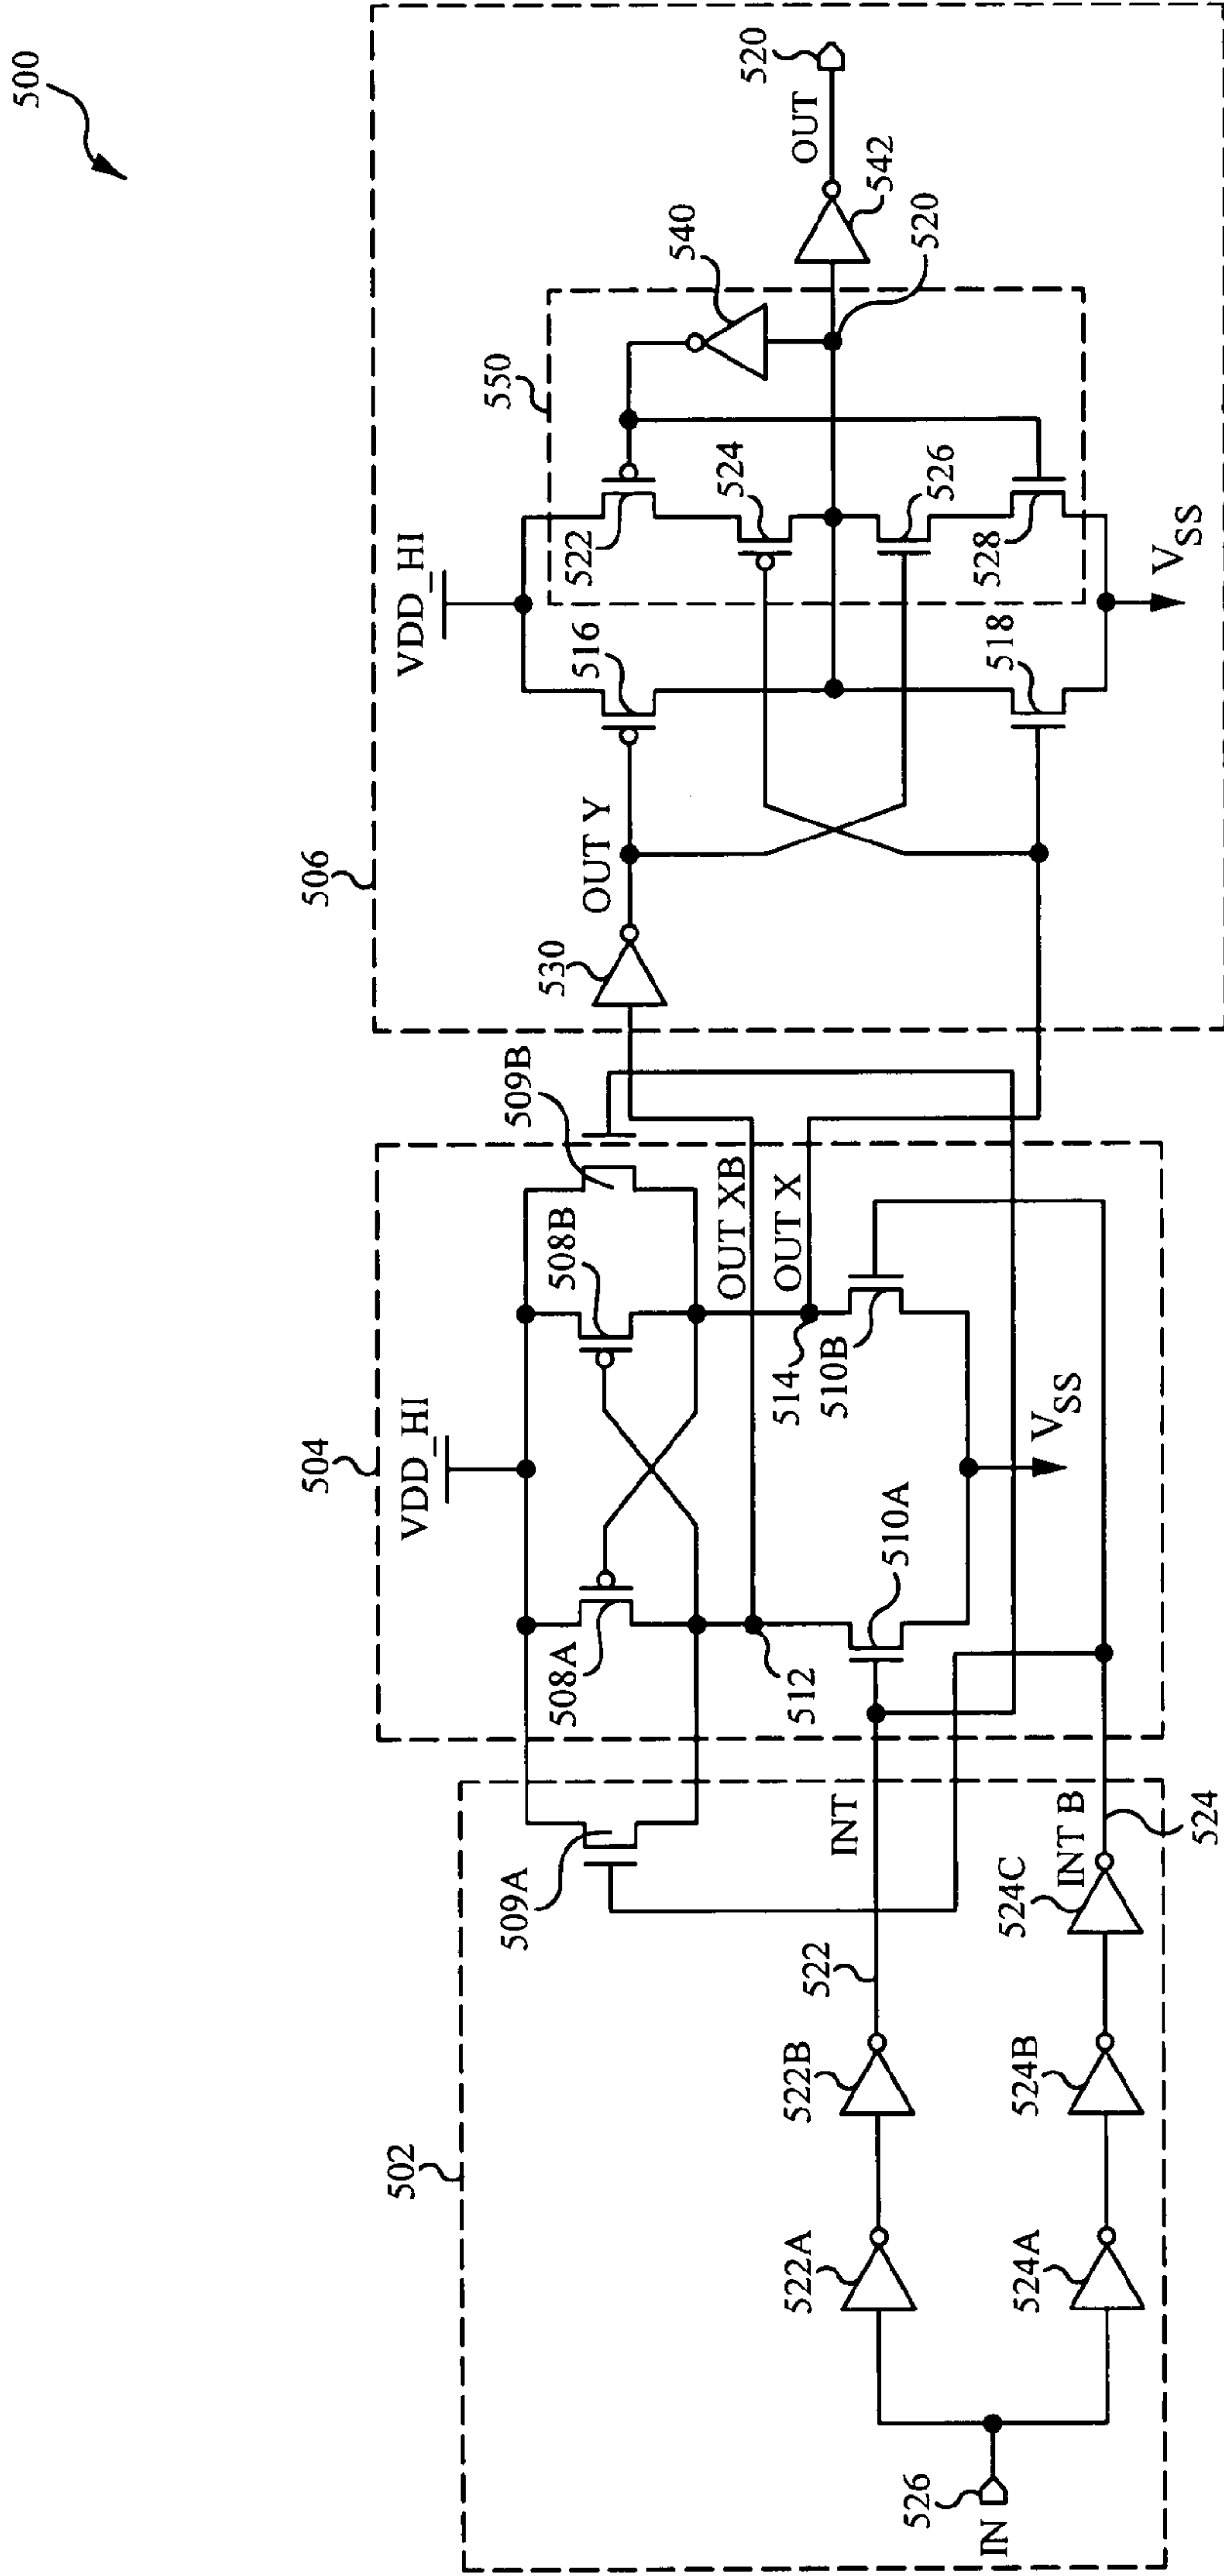 500
502
526
IN
522A
522B
522
INT
524A
524B
524C
INT B
524
504
VDD_HI
509A
508A
508B
509B
512
510A
514
510B
OUT XB
OUT X
VSS
506
530
OUT Y
VDD_HI
516
518
522
524
526
528
550
540
520
542
OUT
520
VSS